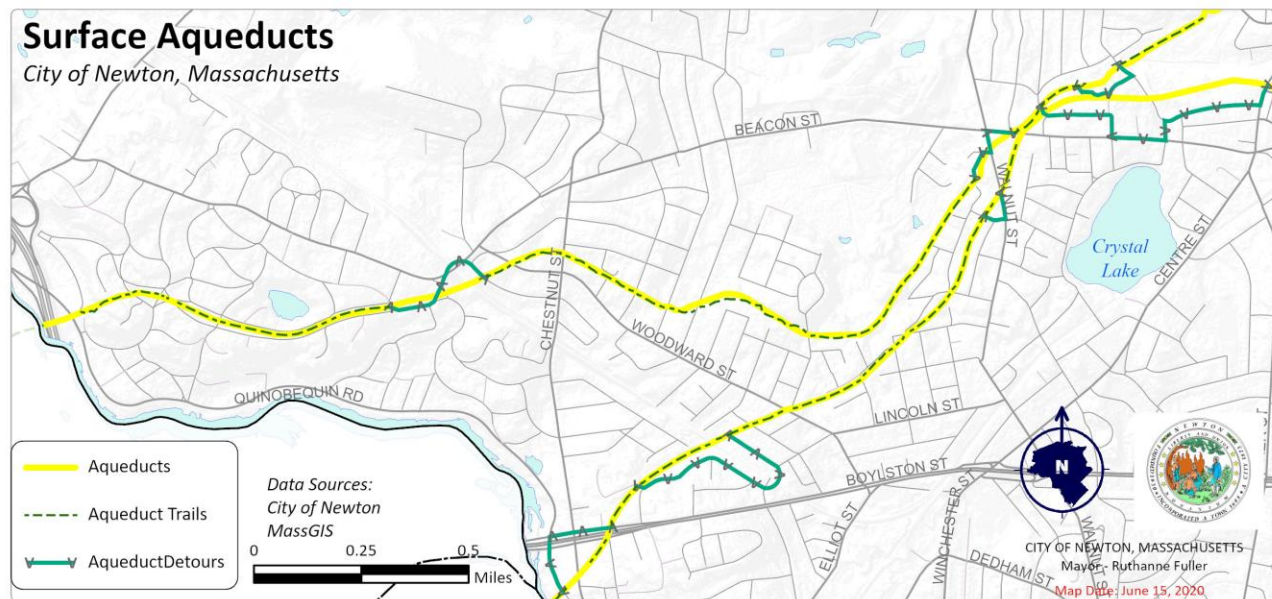 Surface Aqueducts
City of Newton, Massachusetts
BEACON ST
WALNUT ST
Crystal
Lake
CENTRE ST
CHESTNUT ST
WOODWARD ST
QUINOBEQUIN RD
LINCOLN ST
BOYLSTON ST
ELLIOT ST
WINCHESTER ST
DEDHAM ST
WALNUT ST
Aqueducts
Aqueduct Trails
AqueductDetours
Data Sources:
City of Newton
MassGIS
0 0.25 0.5
Miles
N
NEWTON
CITY OF NEWTON, MASSACHUSETTS
Mayor - Ruthanne Fuller
Map Date: June 15, 2020